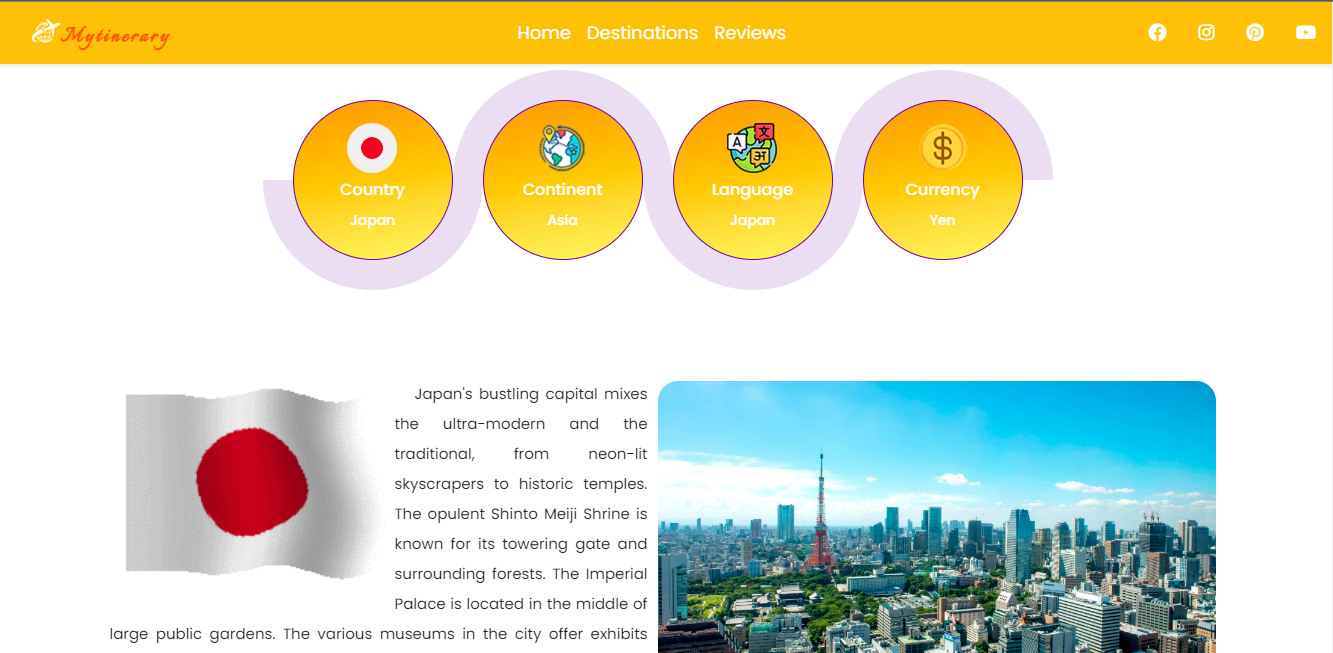 Mytinerary
Home Destinations Reviews
Country
Japan
Continent
Asia
A 文 अ
Language
Japan
$
Currency
Yen
Japan's bustling capital mixes
the ultra-modern and the
traditional, from neon-lit
skyscrapers to historic temples.
The opulent Shinto Meiji Shrine is
known for its towering gate and
surrounding forests. The Imperial
Palace is located in the middle of
large public gardens. The various museums in the city offer exhibits